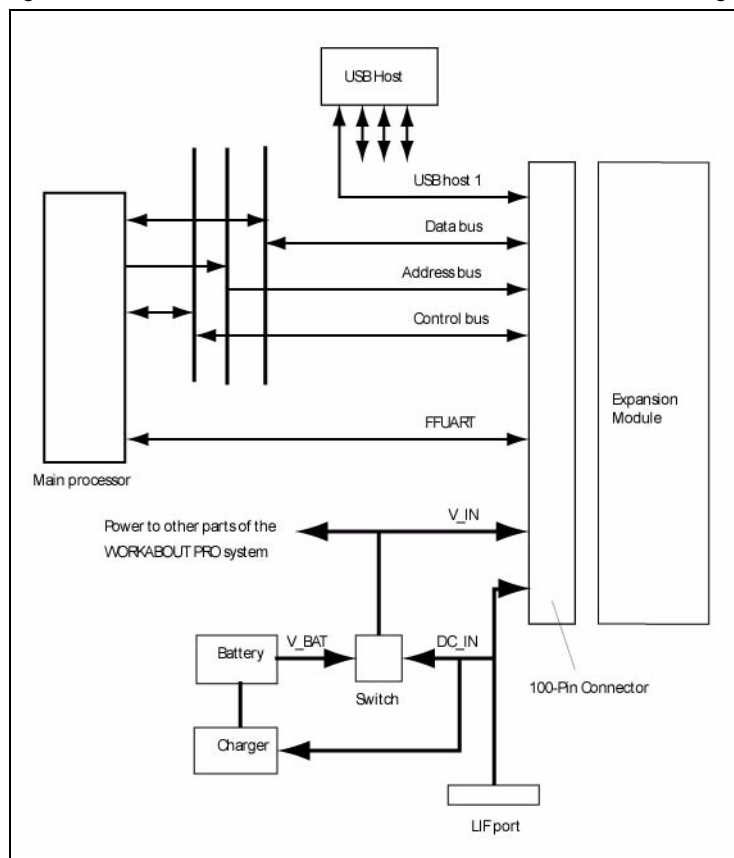 USB Host
USB host 1
Data bus
Address bus
Control bus
Expansion
Module
FFUART
Main processor
V_IN
Power to other parts of the
WORKABOUT PRO system
V_BAT
DC_IN
Battery
Switch
100-Pin Connector
Charger
LIF port